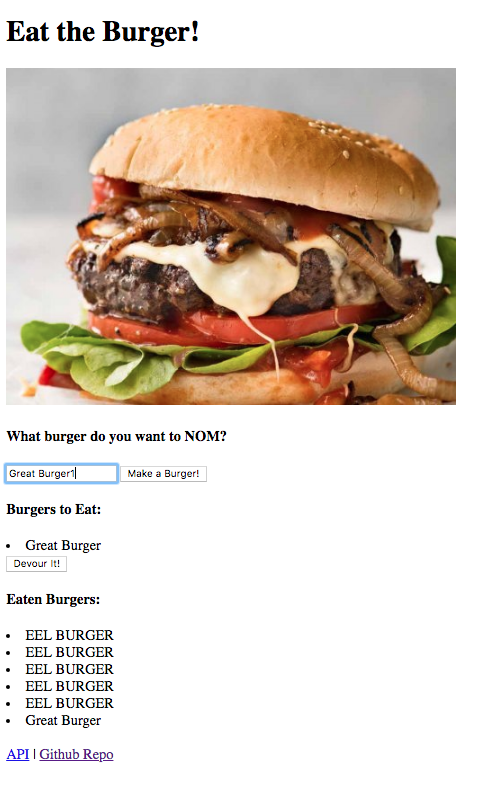 Eat the Burger!
What burger do you want to NOM?
Great Burger1 Make a Burger!
Burgers to Eat:
• Great Burger
Devour It!
Eaten Burgers:
• EEL BURGER
• EEL BURGER
• EEL BURGER
• EEL BURGER
• EEL BURGER
• Great Burger
API | Github Repo